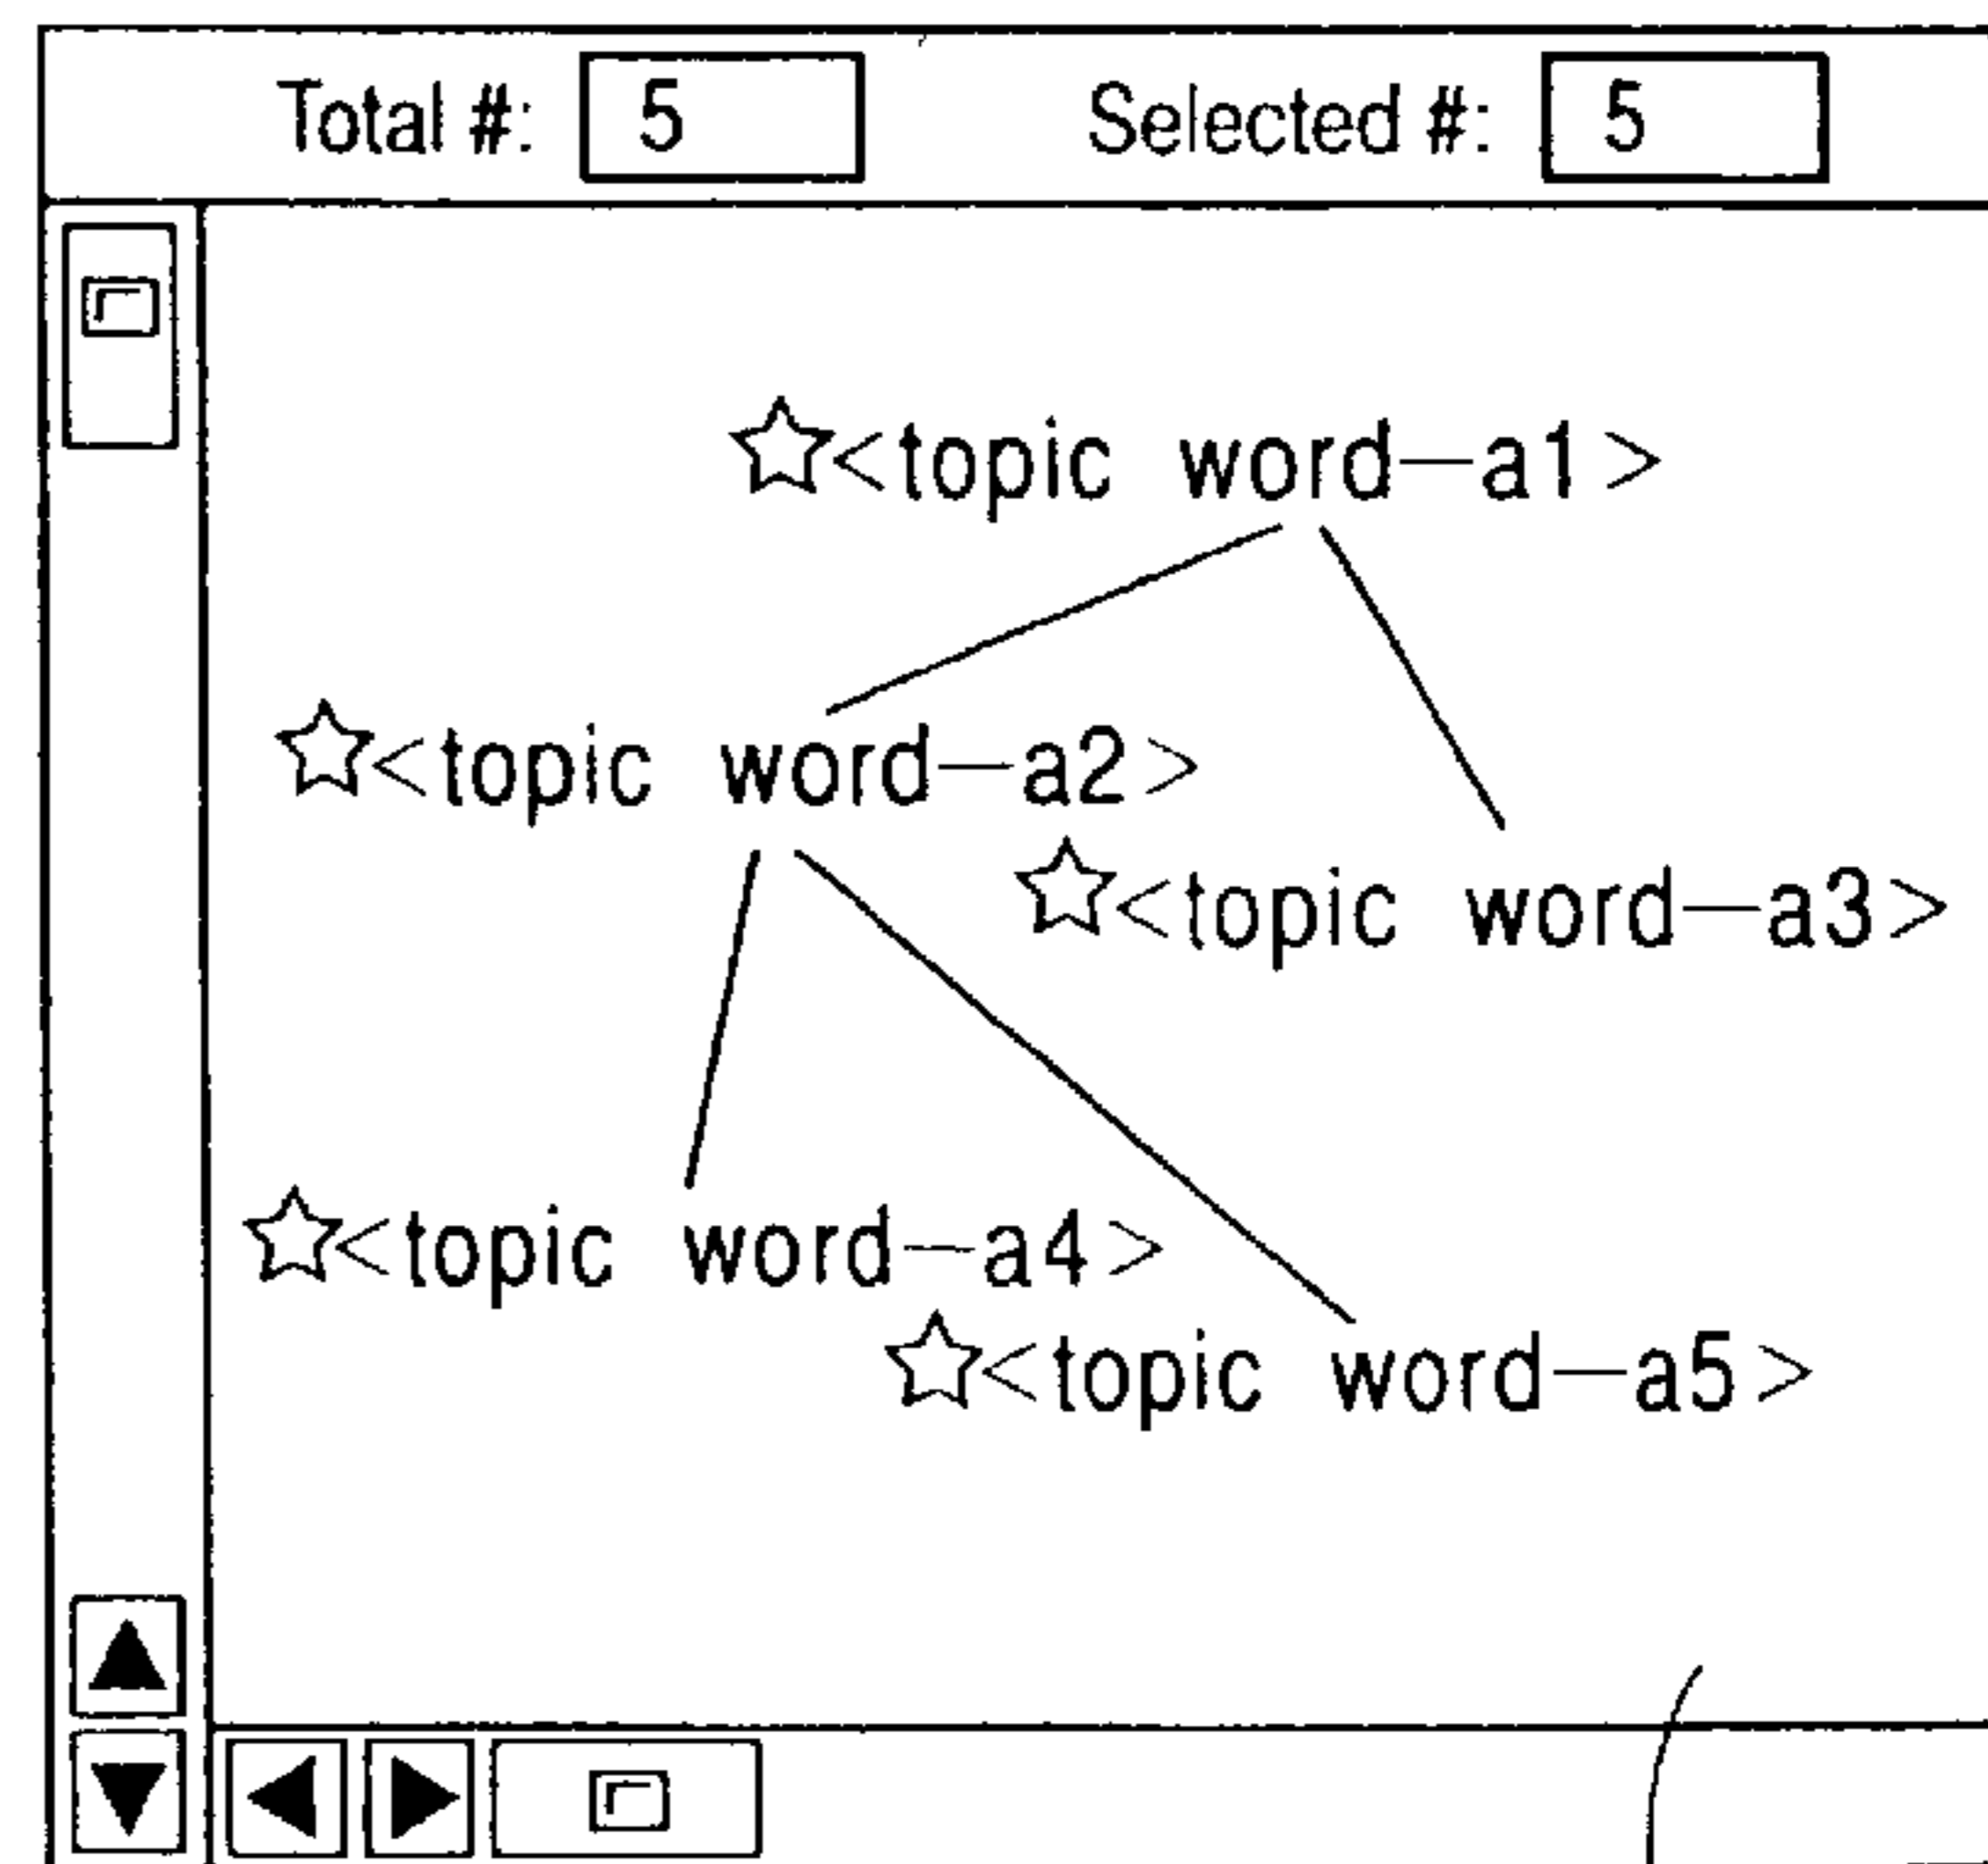 Total #: 5 Selected #: 5
☆<topic word—a1>
☆<topic word—a2>
☆<topic word—a3>
☆<topic word—a4>
☆<topic word—a5>